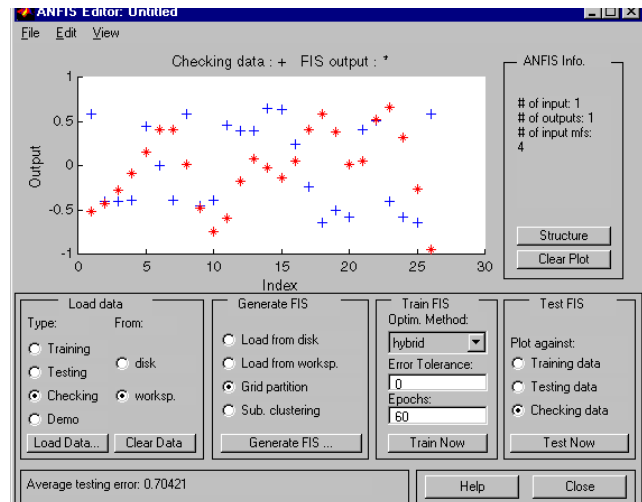 ANFIS Editor: Untitled
File Edit View
Checking data : + FIS output : *
1
0.5
0
-0.5
-1
Output
0 5 10 15 20 25 30
Index
ANFIS Info.
# of input: 1
# of outputs: 1
# of input mfs:
4
Structure
Clear Plot
Load data
Type: From:
Training
Testing
Checking
Demo
disk
worksp.
Load Data... Clear Data
Generate FIS
Load from disk
Load from worksp.
Grid partition
Sub. clustering
Generate FIS ...
Train FIS
Optim. Method:
hybrid
Error Tolerance:
0
Epochs:
60
Train Now
Test FIS
Plot against:
Training data
Testing data
Checking data
Test Now
Average testing error: 0.70421
Help Close